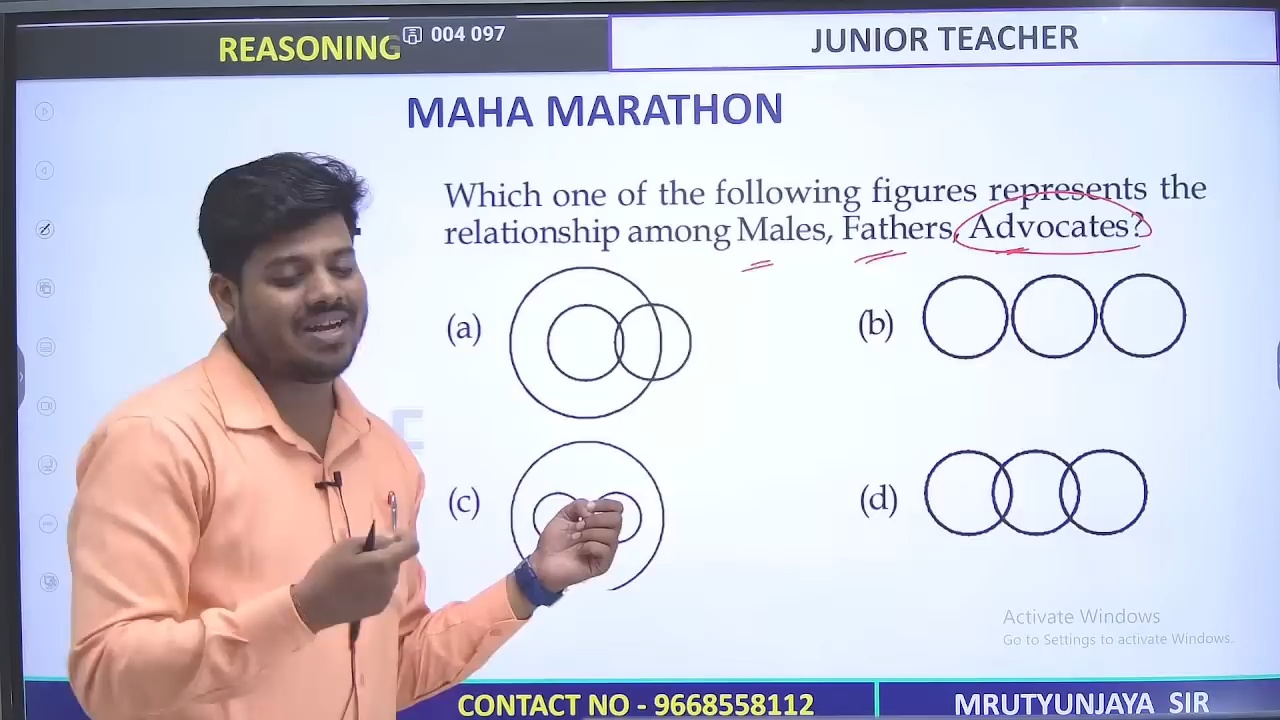 REASONING
004 097
JUNIOR TEACHER
MAHA MARATHON
Which one of the following figures represents the
relationship among Males, Fathers, Advocates?
(a)
(b)
(c)
(d)
Activate Windows
Go to Settings to activate Windows.
CONTACT NO - 9668558112
MRUTYUNJAYA SIR